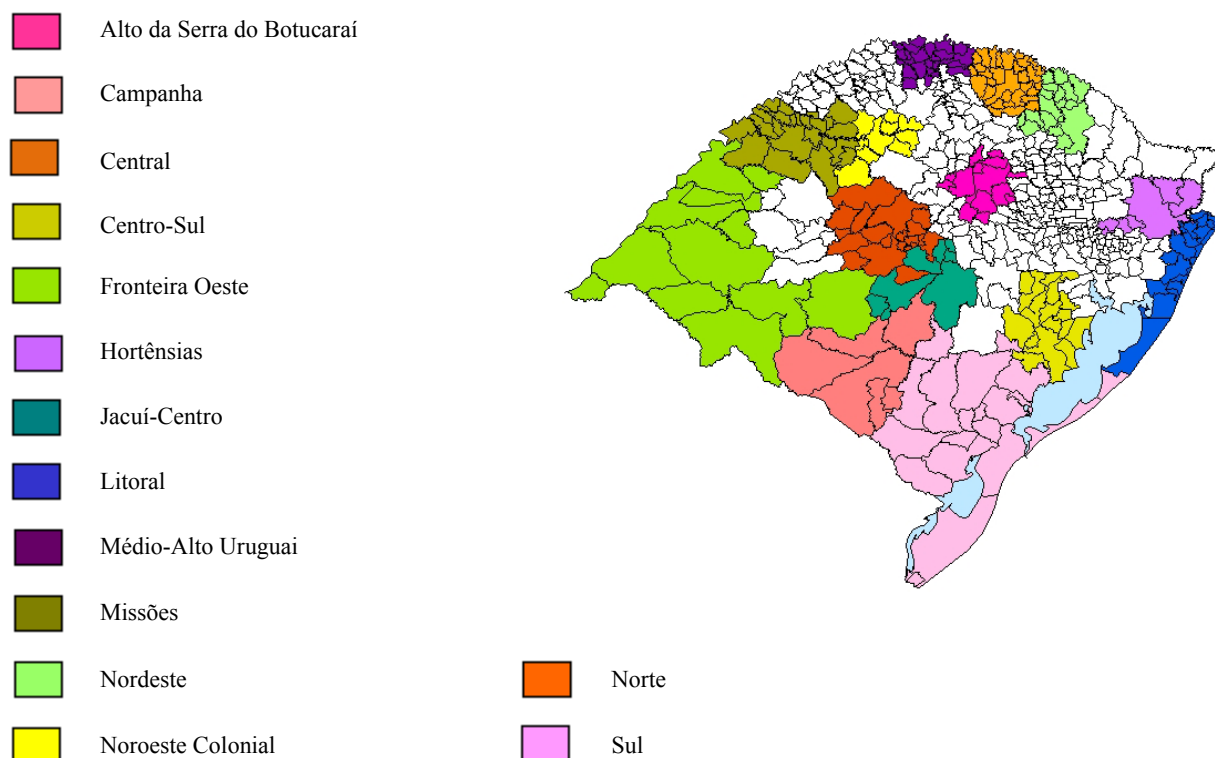 Alto da Serra do Botucaraí
Campanha
Central
Centro-Sul
Fronteira Oeste
Hortênsias
Jacuí-Centro
Litoral
Médio-Alto Uruguai
Missões
Nordeste
Noroeste Colonial
Norte
Sul